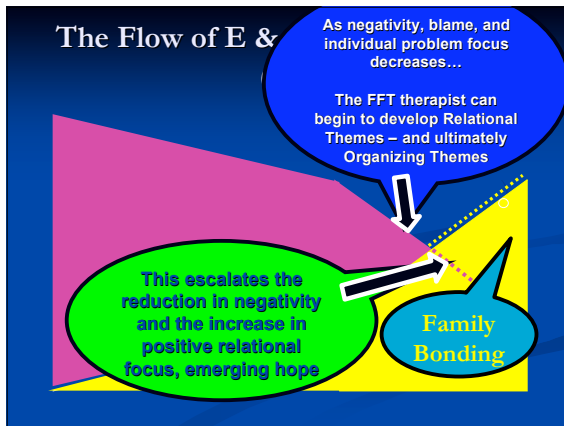 The Flow of E &
As negativity, blame, and
individual problem focus
decreases…
The FFT therapist can
begin to develop Relational
Themes – and ultimately
Organizing Themes
This escalates the
reduction in negativity
and the increase in
positive relational
focus, emerging hope
Family
Bonding